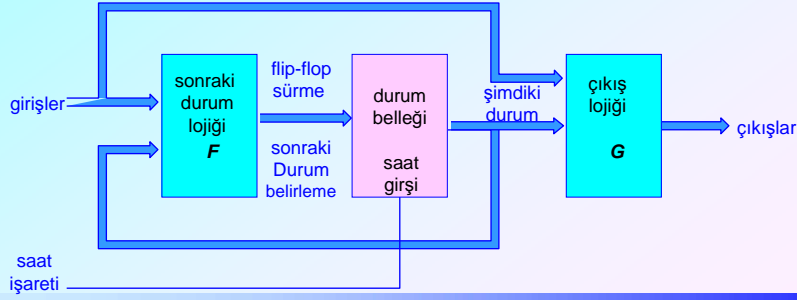 girişler
sonraki
durum
lojiği
F
flip-flop
sürme
sonraki
Durum
belirleme
durum
belleği
saat
girşi
şimdiki
durum
çıkış
lojiği
G
çıkışlar
saat
işareti